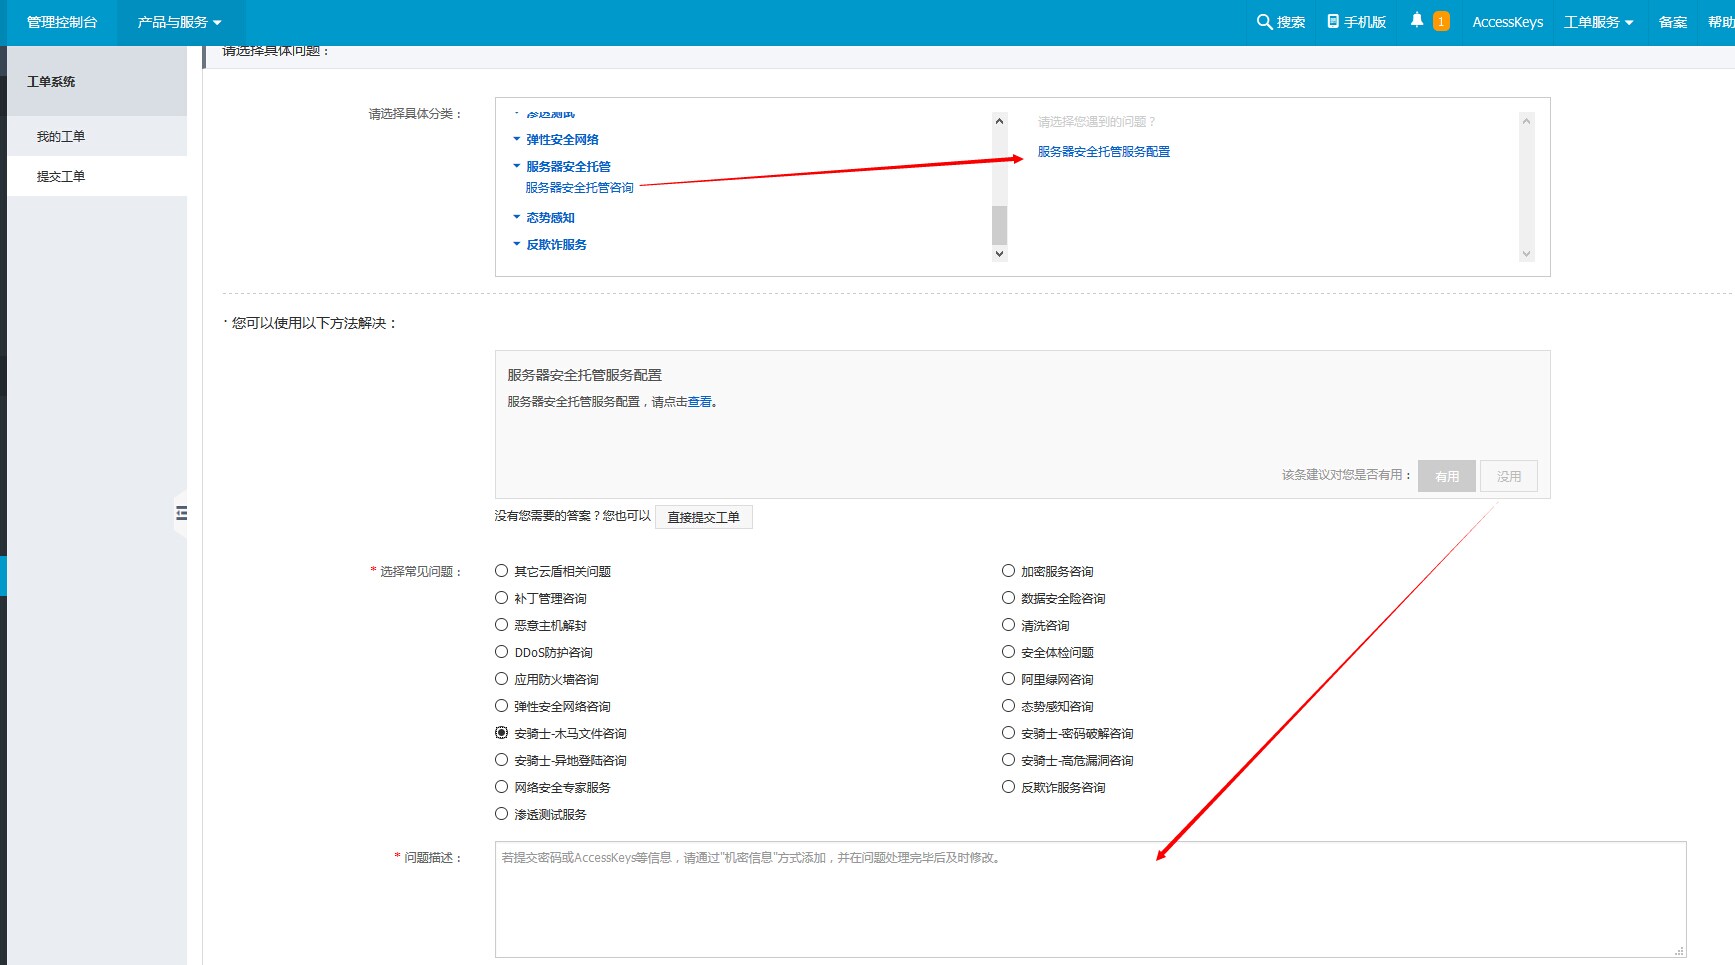 管理控制台 产品与服务 搜索 手机版 1 AccessKeys 工单服务 备案 帮助
请选择具体问题：
工单系统
我的工单
提交工单
请选择具体分类：
渗透测试
弹性安全网络
服务器安全托管
服务器安全托管咨询
态势感知
反欺诈服务
请选择您遇到的问题？
服务器安全托管服务配置
· 您可以使用以下方法解决：
服务器安全托管服务配置
服务器安全托管服务配置，请点击查看。
该条建议对您是否有用： 有用 没用
没有您需要的答案？您也可以 直接提交工单
* 选择常见问题：
其它云盾相关问题 加密服务咨询
补丁管理咨询 数据安全险咨询
恶意主机解封 清洗咨询
DDoS防护咨询 安全体检问题
应用防火墙咨询 阿里绿网咨询
弹性安全网络咨询 态势感知咨询
安骑士-木马文件咨询 安骑士-密码破解咨询
安骑士-异地登陆咨询 安骑士-高危漏洞咨询
网络安全专家服务 反欺诈服务咨询
渗透测试服务
* 问题描述：
若提交密码或AccessKeys等信息，请通过"机密信息"方式添加，并在问题处理完毕后及时修改。